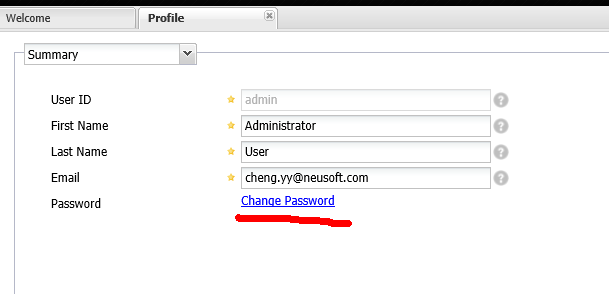 Welcome
Profile
Summary
User ID admin
First Name Administrator
Last Name User
Email cheng.yy@neusoft.com
Password Change Password